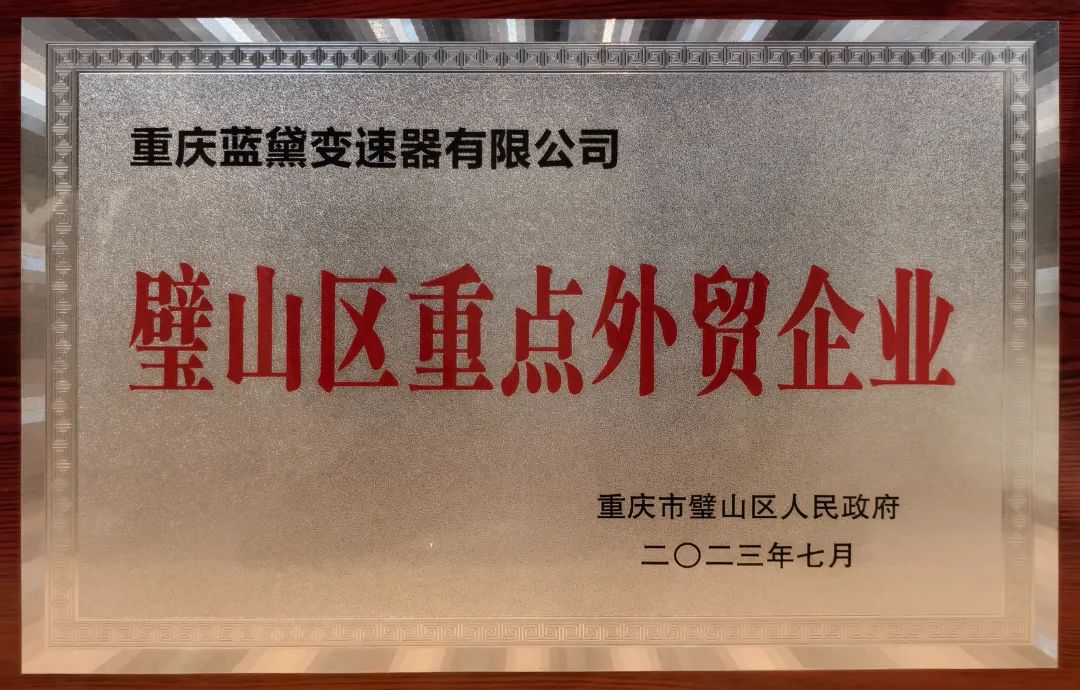 重庆蓝黛变速器有限公司
璧山区重点外贸企业
重庆市璧山区人民政府
二〇二三年七月